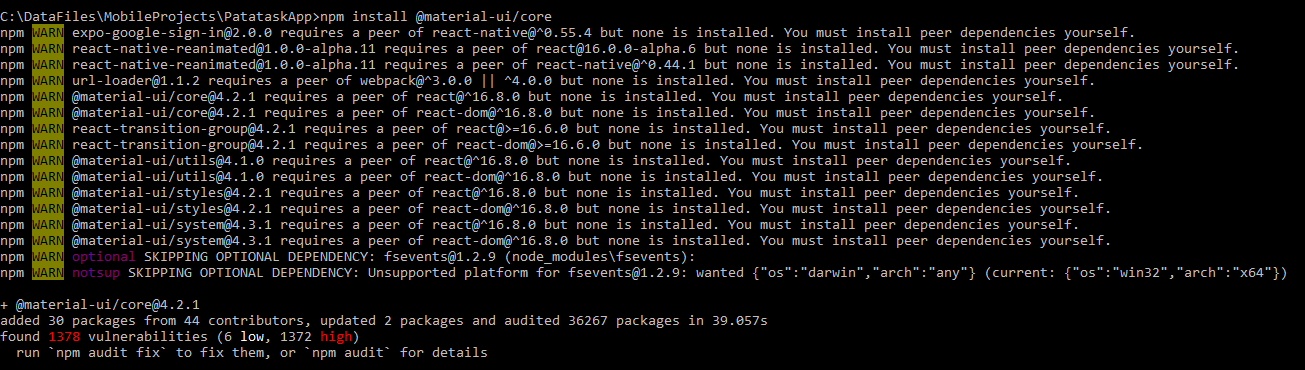 C:\DataFiles\MobileProjects\PatataskApp>npm install @material-ui/core
npm WARN expo-google-sign-in@2.0.0 requires a peer of react-native@^0.55.4 but none is installed. You must install peer dependencies yourself.
npm WARN react-native-reanimated@1.0.0-alpha.11 requires a peer of react@16.0.0-alpha.6 but none is installed. You must install peer dependencies yourself.
npm WARN react-native-reanimated@1.0.0-alpha.11 requires a peer of react-native@^0.44.1 but none is installed. You must install peer dependencies yourself.
npm WARN url-loader@1.1.2 requires a peer of webpack@^3.0.0 || ^4.0.0 but none is installed. You must install peer dependencies yourself.
npm WARN @material-ui/core@4.2.1 requires a peer of react@^16.8.0 but none is installed. You must install peer dependencies yourself.
npm WARN @material-ui/core@4.2.1 requires a peer of react-dom@^16.8.0 but none is installed. You must install peer dependencies yourself.
npm WARN react-transition-group@4.2.1 requires a peer of react@>=16.6.0 but none is installed. You must install peer dependencies yourself.
npm WARN react-transition-group@4.2.1 requires a peer of react-dom@>=16.6.0 but none is installed. You must install peer dependencies yourself.
npm WARN @material-ui/utils@4.1.0 requires a peer of react@^16.8.0 but none is installed. You must install peer dependencies yourself.
npm WARN @material-ui/utils@4.1.0 requires a peer of react-dom@^16.8.0 but none is installed. You must install peer dependencies yourself.
npm WARN @material-ui/styles@4.2.1 requires a peer of react@^16.8.0 but none is installed. You must install peer dependencies yourself.
npm WARN @material-ui/styles@4.2.1 requires a peer of react-dom@^16.8.0 but none is installed. You must install peer dependencies yourself.
npm WARN @material-ui/system@4.3.1 requires a peer of react@^16.8.0 but none is installed. You must install peer dependencies yourself.
npm WARN @material-ui/system@4.3.1 requires a peer of react-dom@^16.8.0 but none is installed. You must install peer dependencies yourself.
npm WARN optional SKIPPING OPTIONAL DEPENDENCY: fsevents@1.2.9 (node_modules\fsevents):
npm WARN notsup SKIPPING OPTIONAL DEPENDENCY: Unsupported platform for fsevents@1.2.9: wanted {"os":"darwin","arch":"any"} (current: {"os":"win32","arch":"x64"})
+ @material-ui/core@4.2.1
added 30 packages from 44 contributors, updated 2 packages and audited 36267 packages in 39.057s
found 1378 vulnerabilities (6 low, 1372 high)
run `npm audit fix` to fix them, or `npm audit` for details